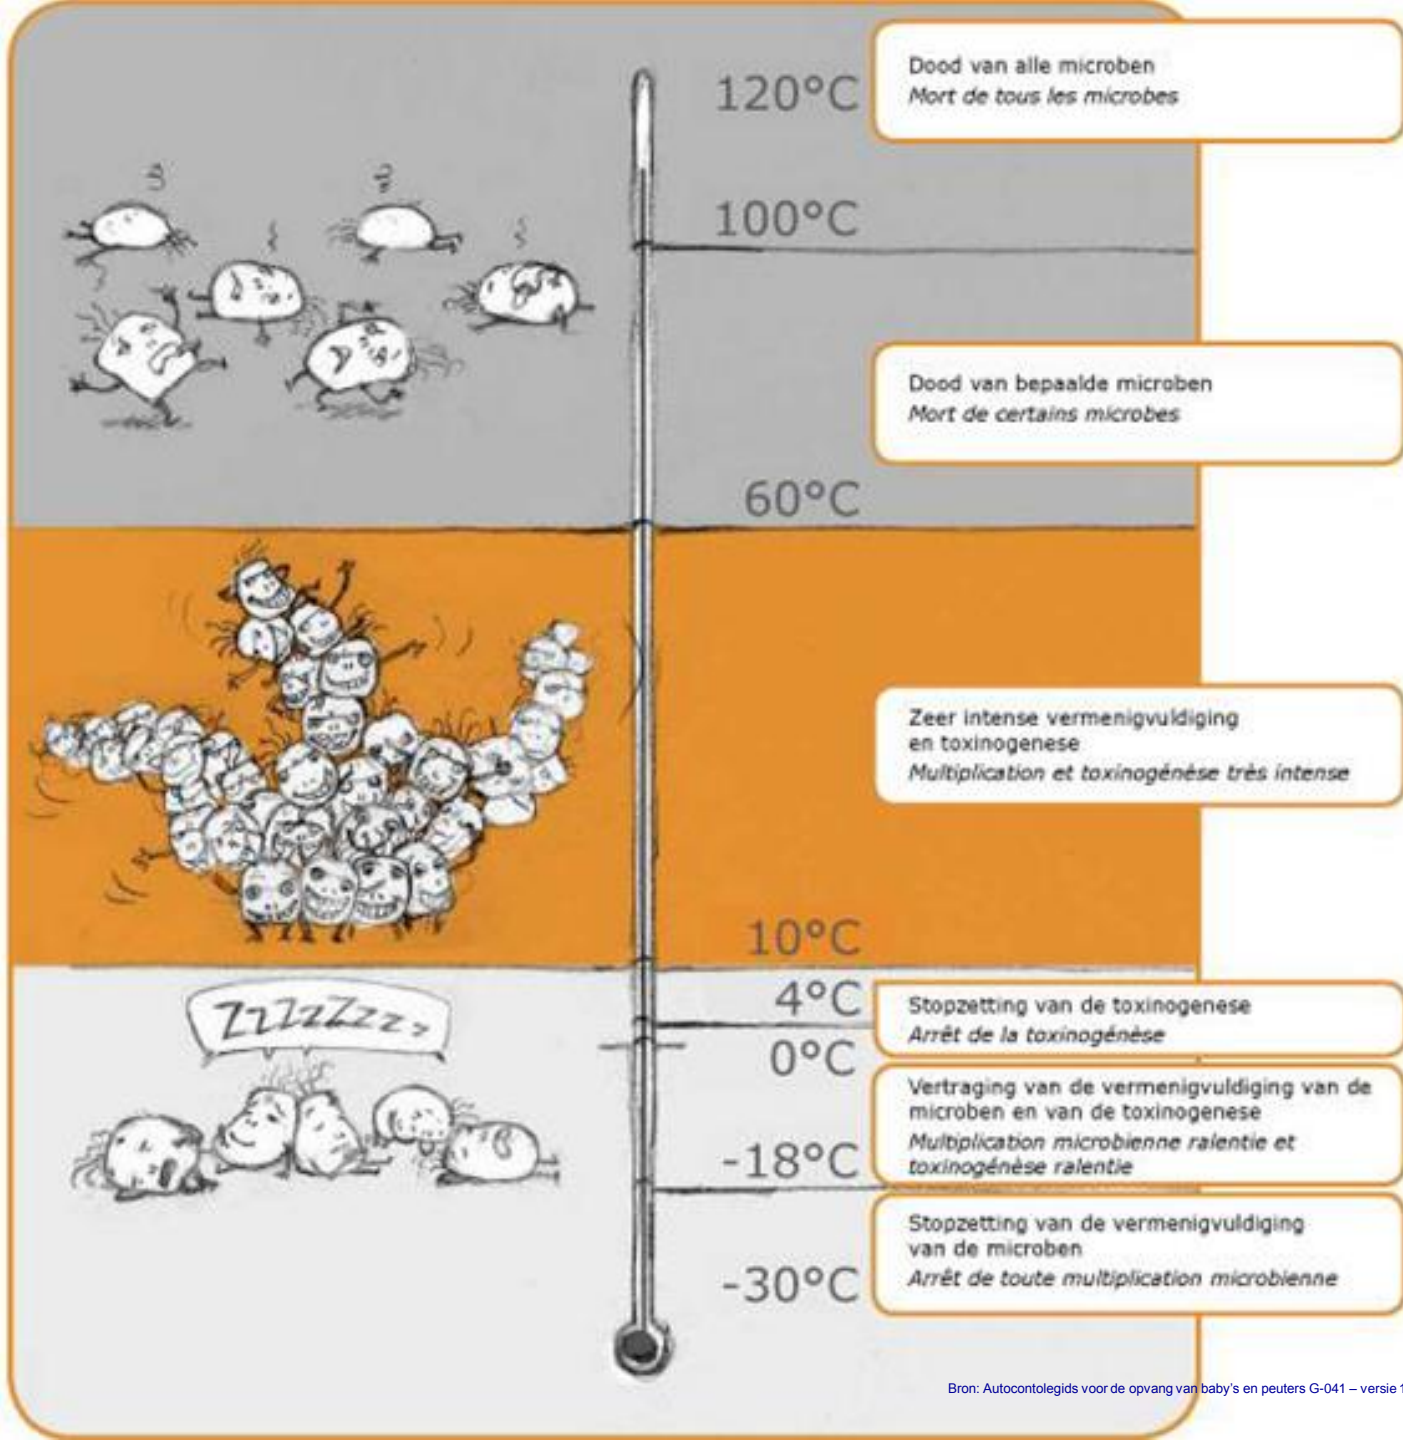 120°C
Dood van alle microben
Mort de tous les microbes
100°C
Dood van bepaalde microben
Mort de certains microbes
60°C
Zeer intense vermenigvuldiging
en toxinogenese
Multiplication et toxinogénèse très intense
10°C
4°C
Stopzetting van de toxinogenese
Arrêt de la toxinogénèse
ZZZZZZZZ
0°C
Vertraging van de vermenigvuldiging van de
microben en van de toxinogenese
Multiplication microbienne ralentie et
toxinogénèse ralentie
-18°C
Stopzetting van de vermenigvuldiging
van de microben
Arrêt de toute multiplication microbienne
-30°C
Bron: Autocontolegids voor de opvang van baby's en peuters G-041 – versie 1